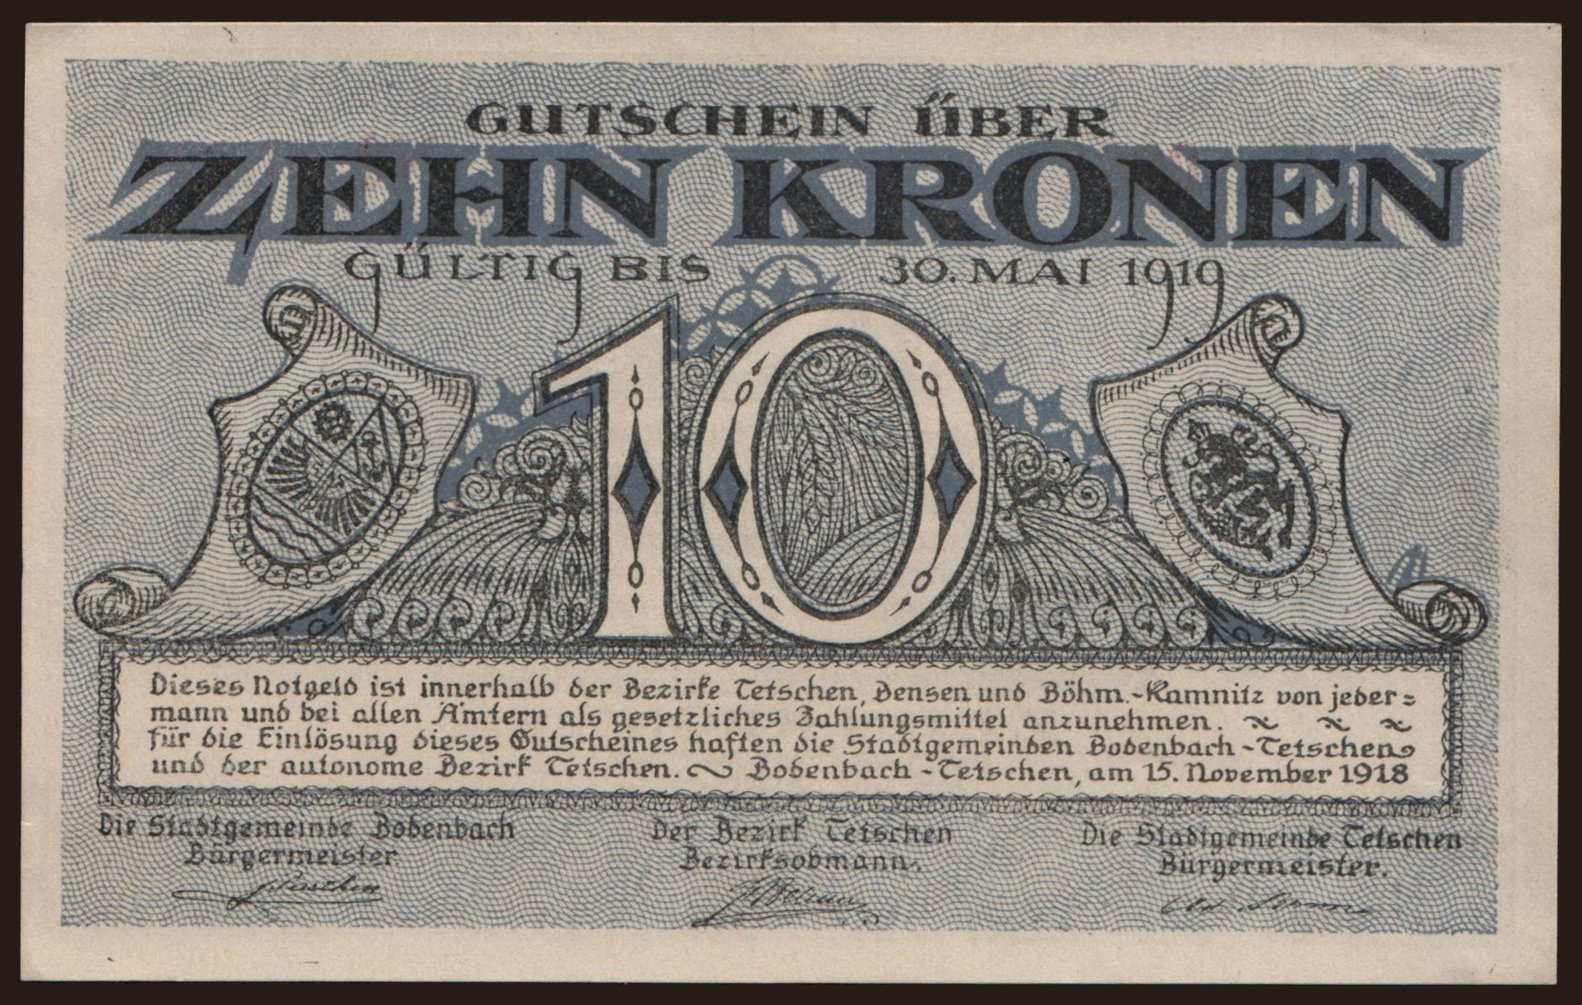 GUTSCHEIN ÜBER
ZEHN KRONEN
GÜLTIG BIS 30. MAI 1919
10
Dieses Notgeld ist innerhalb der Bezirke Tetschen, Bensen und Böhm.-Kamnitz von jeder=
mann und bei allen Ämtern als gesetzliches Zahlungsmittel anzunehmen.
Für die Einlösung dieses Gutscheines haften die Stadtgemeinden Bodenbach-Tetschen
und der autonome Bezirk Tetschen. Bodenbach-Tetschen, am 15. November 1918
Die Stadtgemeinde Bodenbach
Bürgermeister
Der Bezirk Tetschen
Bezirksobmann.
Die Stadtgemeinde Tetschen
Bürgermeister.